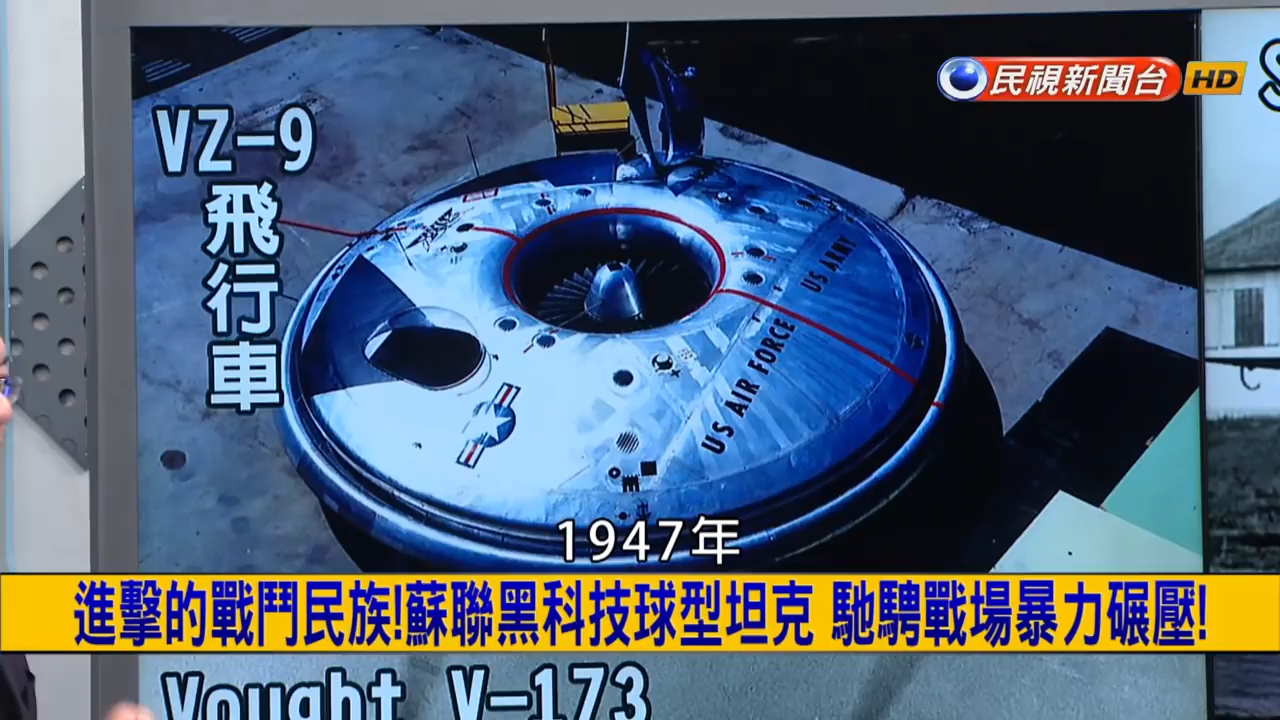 民視新聞台 HD
VZ-9
飛行車
US ARMY
US AIR FORCE
1947年
進擊的戰鬥民族!蘇聯黑科技球型坦克 馳騁戰場暴力碾壓!
Vought V-173